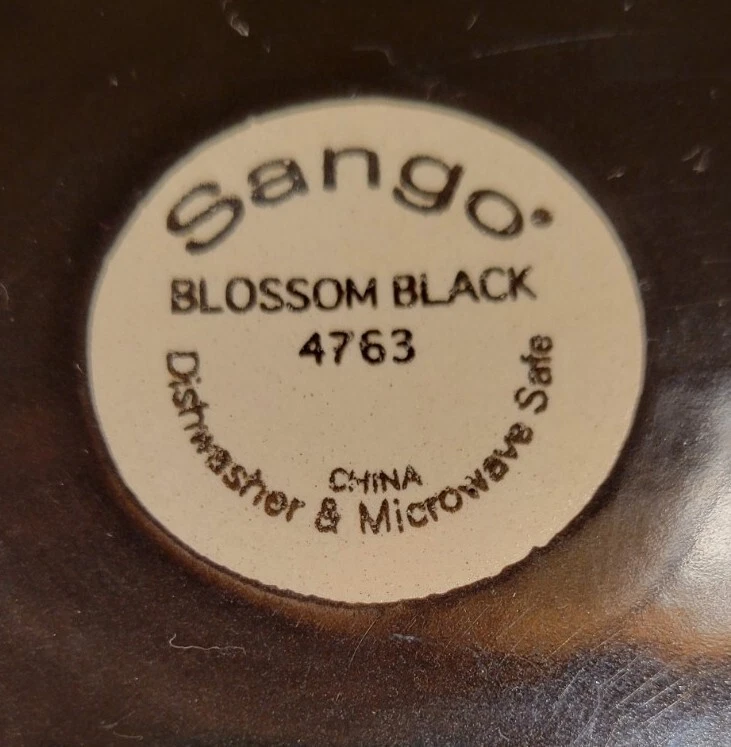 Sango®
BLOSSOM BLACK
4763
CHINA
Dishwasher & Microwave Safe